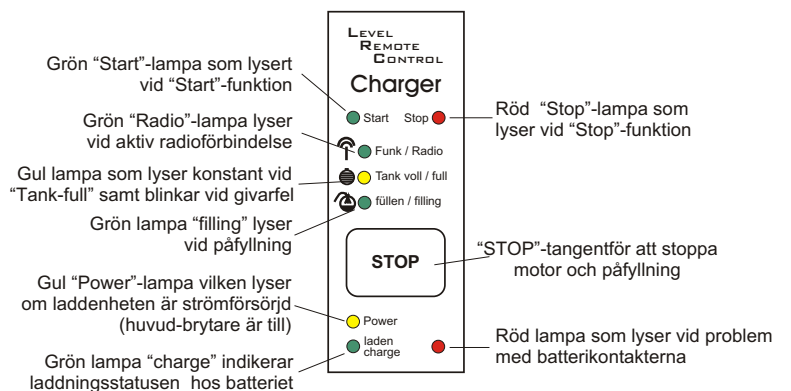 LEVEL
REMOTE
CONTROL
Charger
Grön “Start”-lampa som lysert
vid “Start”-funktion
Start
Stop
Röd “Stop”-lampa som
lyser vid “Stop”-funktion
Grön “Radio”-lampa lyser
vid aktiv radioförbindelse
Funk / Radio
Gul lampa som lyser konstant vid
“Tank-full” samt blinkar vid givarfel
Tank voll / full
Grön lampa “filling” lyser
vid påfyllning
füllen / filling
STOP
“STOP”-tangentför att stoppa
motor och påfyllning
Gul “Power”-lampa vilken lyser
om laddenheten är strömförsörjd
(huvud-brytare är till)
Power
Grön lampa “charge” indikerar
laddningsstatusen hos batteriet
laden
charge
Röd lampa som lyser vid problem
med batterikontakterna